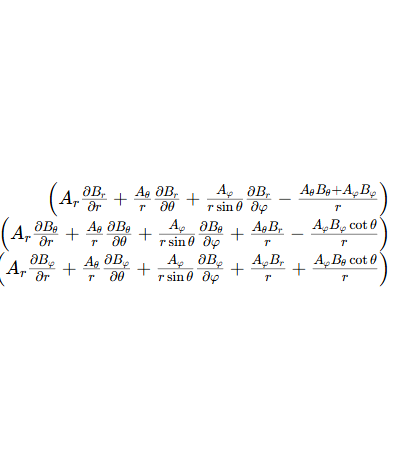 (A_r ∂B_r/∂r + A_θ/r ∂B_r/∂θ + A_φ/(r sin θ) ∂B_r/∂φ − (A_θB_θ+A_φB_φ)/r)
(A_r ∂B_θ/∂r + A_θ/r ∂B_θ/∂θ + A_φ/(r sin θ) ∂B_θ/∂φ + A_θB_r/r − A_φB_φ cot θ/r)
(A_r ∂B_φ/∂r + A_θ/r ∂B_φ/∂θ + A_φ/(r sin θ) ∂B_φ/∂φ + A_φB_r/r + A_φB_θ cot θ/r)